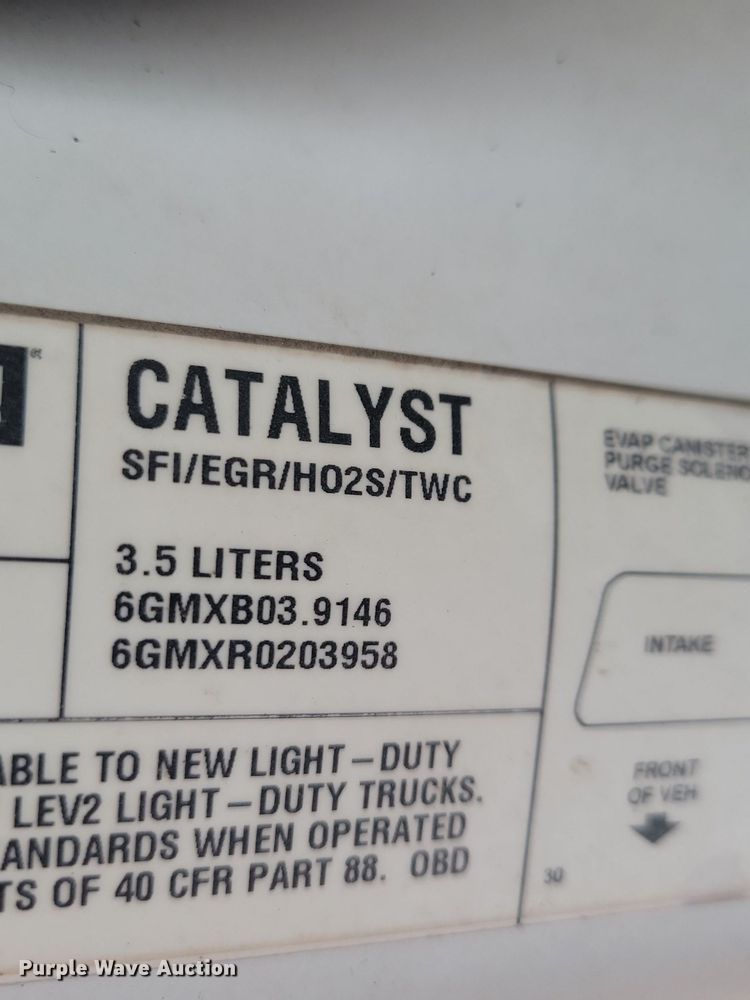 CATALYST
SFI/EGR/HO2S/TWC
3.5 LITERS
6GMXB03.9146
6GMXR0203958
ABLE TO NEW LIGHT-DUTY
LEV2 LIGHT-DUTY TRUCKS.
ANDARDS WHEN OPERATED
TS OF 40 CFR PART 88. OBD
EVAP CANISTER
PURGE SOLENO
VALVE
INTAKE
FRONT
OF VEH
30
Purple Wave Auction